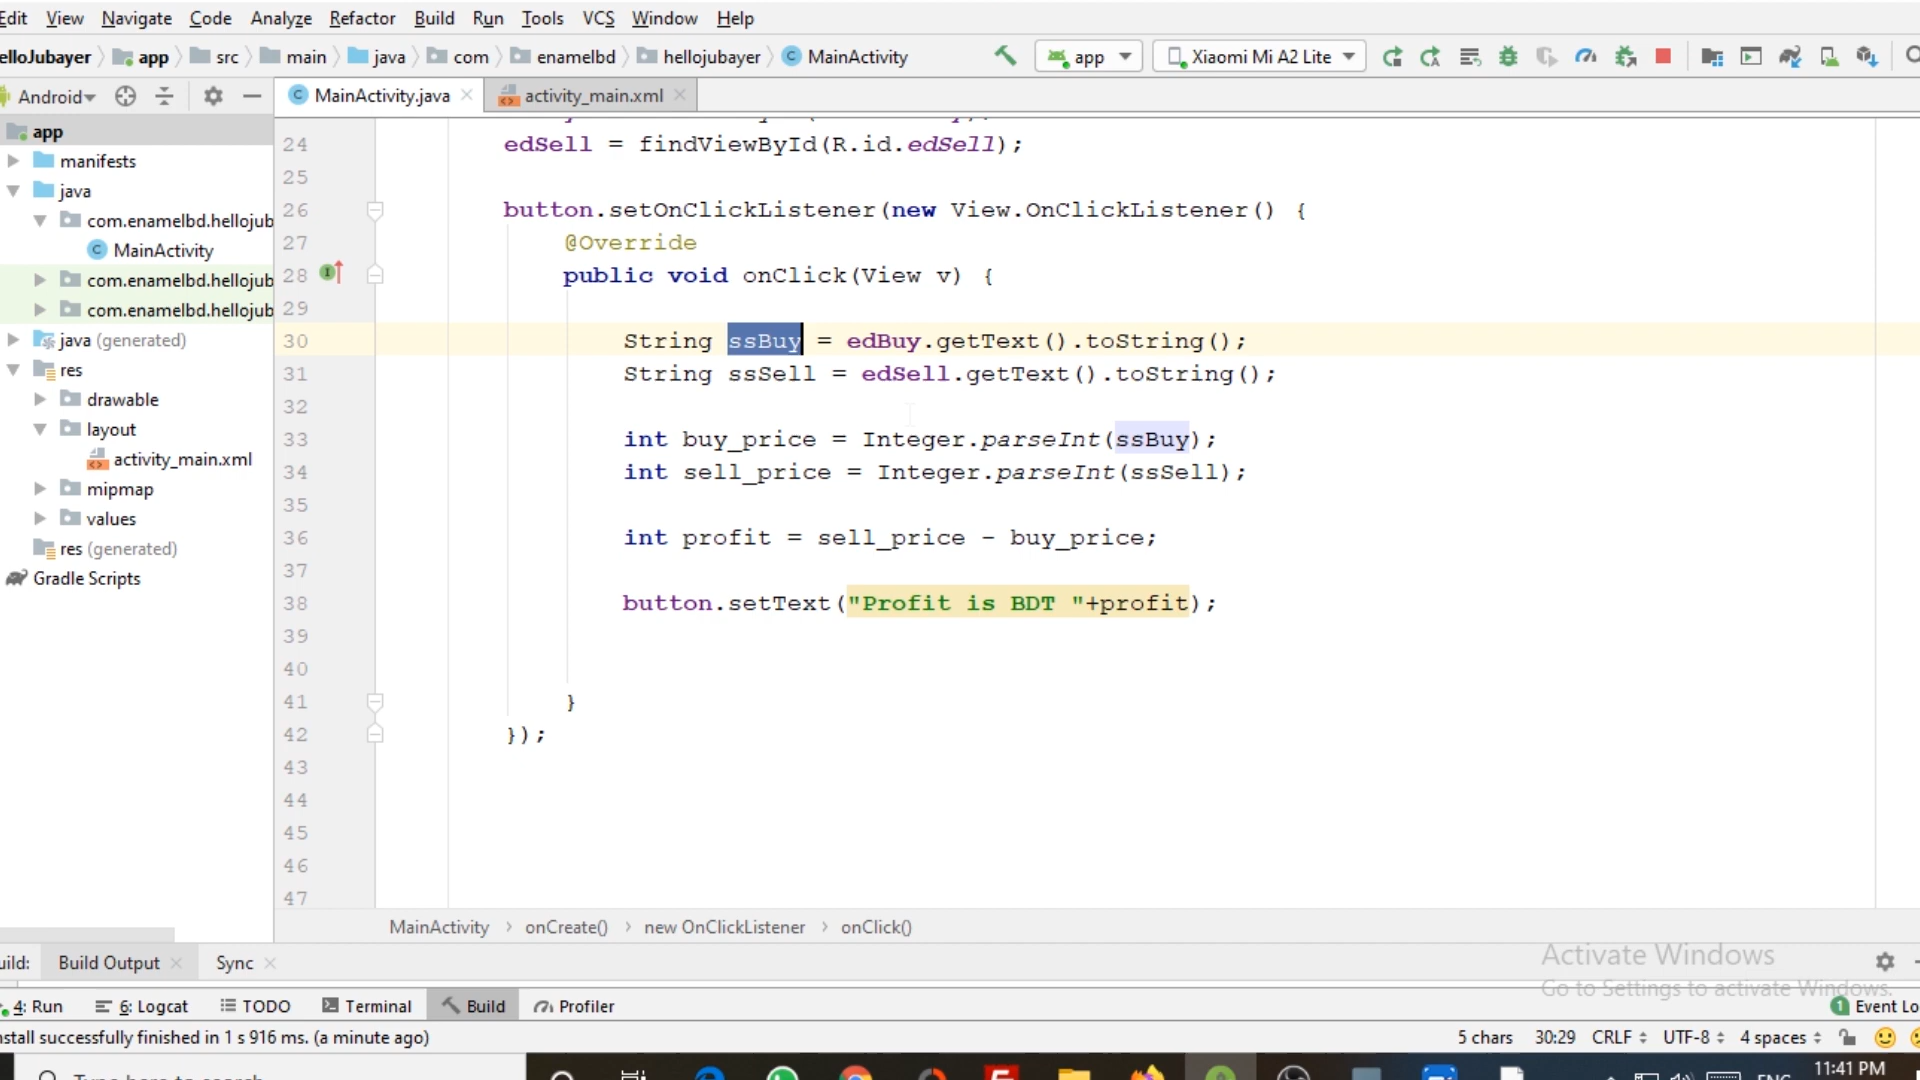 Edit View Navigate Code Analyze Refactor Build Run Tools VCS Window Help
elloJubayer app src main java com enamelbd hellojubayer MainActivity app Xiaomi Mi A2 Lite
Android MainActivity.java activity_main.xml
app
manifests
java
com.enamelbd.hellojub
MainActivity
com.enamelbd.hellojub
com.enamelbd.hellojub
java (generated)
res
drawable
layout
activity_main.xml
mipmap
values
res (generated)
Gradle Scripts
24 edSell = findViewById(R.id.edSell);
25
26 button.setOnClickListener(new View.OnClickListener() {
27 @Override
28 public void onClick(View v) {
29
30 String ssBuy = edBuy.getText().toString();
31 String ssSell = edSell.getText().toString();
32
33 int buy_price = Integer.parseInt(ssBuy);
34 int sell_price = Integer.parseInt(ssSell);
35
36 int profit = sell_price - buy_price;
37
38 button.setText("Profit is BDT "+profit);
39
40
41 }
42 });
43
44
45
46
47
MainActivity › onCreate() › new OnClickListener › onClick()
Activate Windows
Go to Settings to activate Windows.
uild: Build Output Sync
4: Run 6: Logcat TODO Terminal Build Profiler 1 Event Lo
nstall successfully finished in 1 s 916 ms. (a minute ago) 5 chars 30:29 CRLF UTF-8 4 spaces
Type here to search ENG 11:41 PM